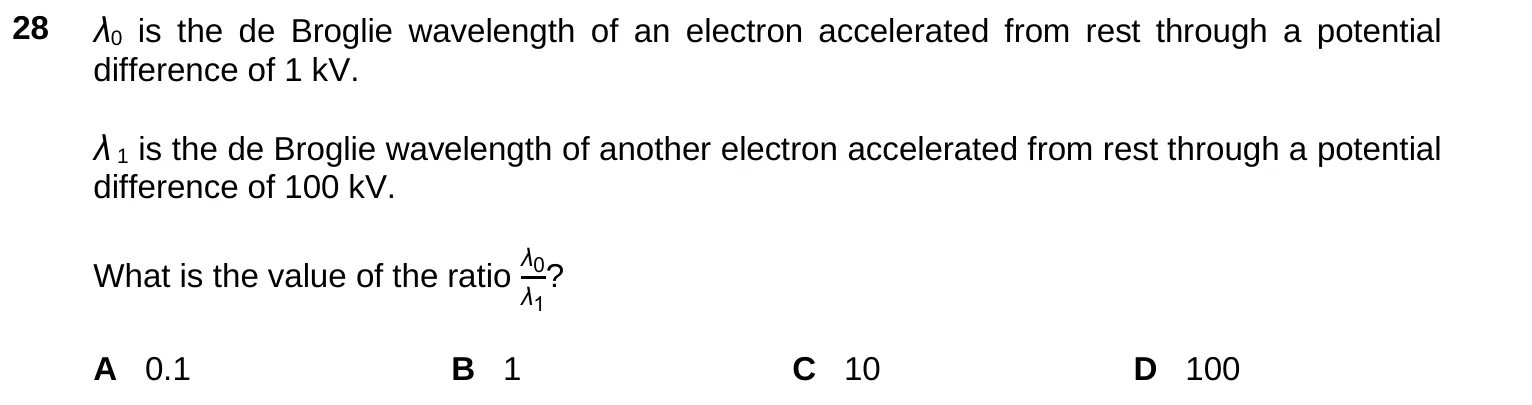 28 λ₀ is the de Broglie wavelength of an electron accelerated from rest through a potential
difference of 1 kV.
λ ₁ is the de Broglie wavelength of another electron accelerated from rest through a potential
difference of 100 kV.
What is the value of the ratio λ₀/λ₁?
A 0.1 B 1 C 10 D 100